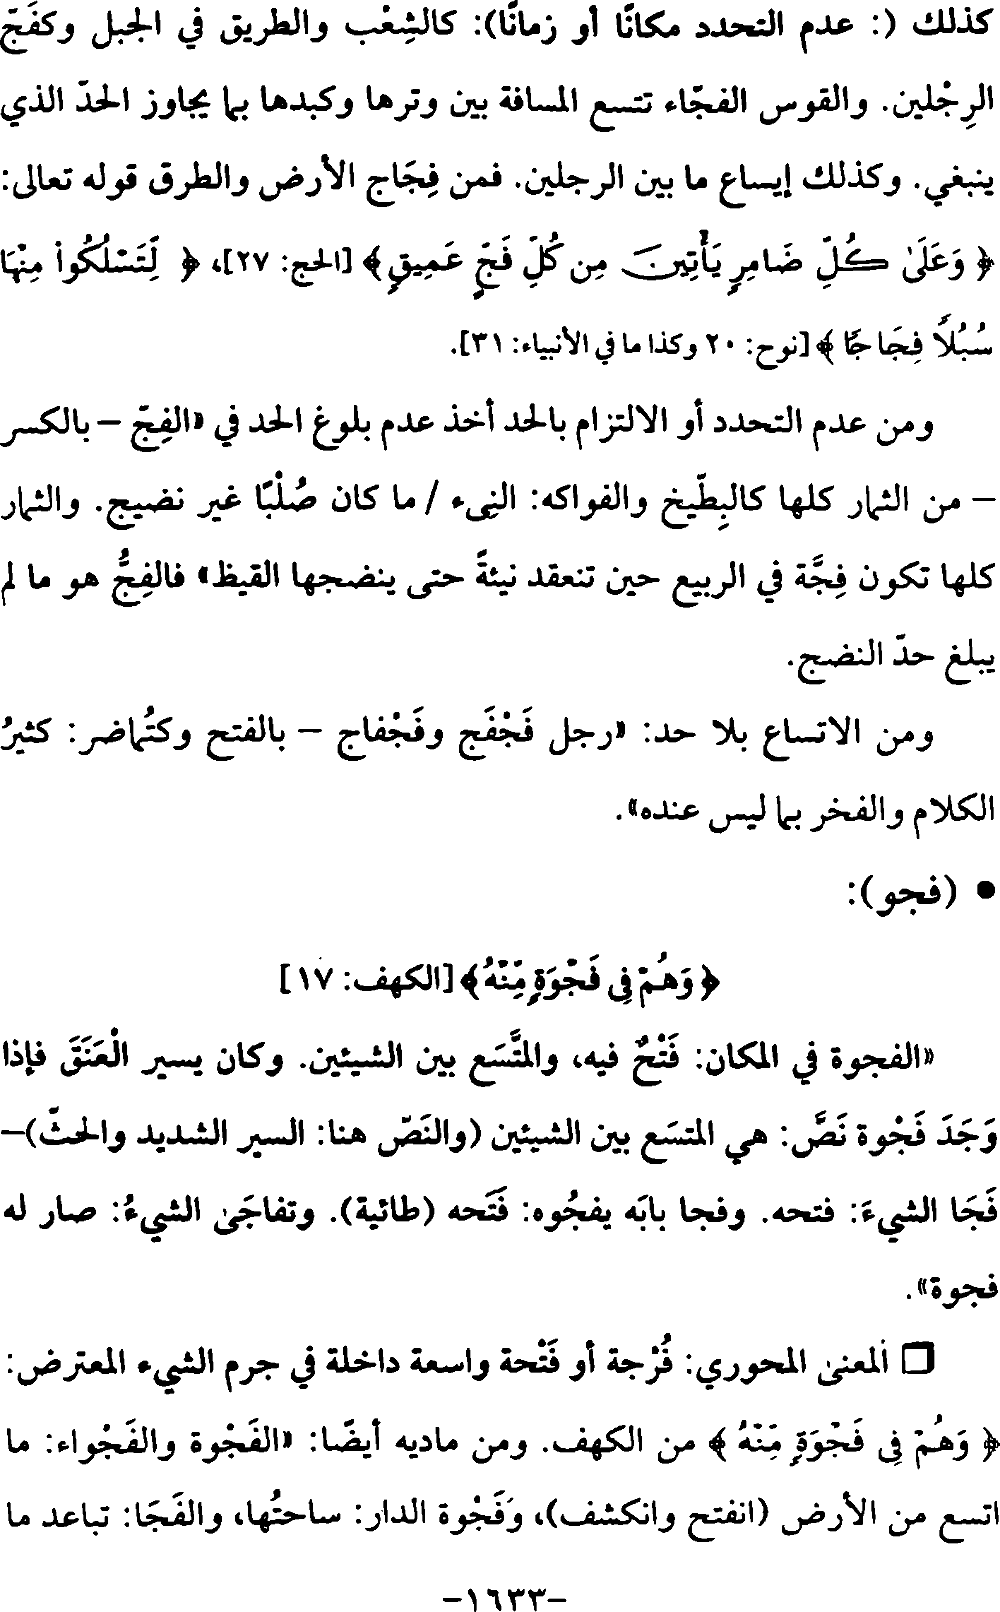 كذلك (: عدم التحدد مكانًا أو زمانًا): كالشِعْب والطريق في الجبل وكفَجّ
الرِجْلين. والقوس الفجّاء تتسع المسافة بين وترها وكبدها بما يجاوز الحدّ الذي
ينبغي. وكذلك إيساع ما بين الرجلين. فمن فِجَاج الأرض والطرق قوله تعالى:
﴿ وَعَلَىٰ كُلِّ ضَامِرٍ يَأْتِينَ مِن كُلِّ فَجٍّ عَمِيقٍ ﴾ [الحج: ٢٧]، ﴿ لِّتَسْلُكُواْ مِنْهَا
سُبُلًا فِجَاجًا ﴾ [نوح: ٢٠ وكذا ما في الأنبياء: ٣١].
ومن عدم التحدد أو الالتزام بالحد أخذ عدم بلوغ الحد في «الفِجّ – بالكسر
– من الثمار كلها كالبِطّيخ والفواكه: النِىء / ما كان صُلْبًا غير نضيج. والثمار
كلها تكون فِجَّة في الربيع حين تنعقد نيئةً حتى ينضجها القيظ» فالفِجُّ هو ما لم
يبلغ حدّ النضج.
ومن الاتساع بلا حد: «رجل فَجْفَج وفَجْفاج – بالفتح وكتُماضر: كثيرُ
الكلام والفخر بما ليس عنده».
● (فجو):
﴿ وَهُمْ فِي فَجْوَةٍ مِّنْهُ ﴾ [الكهف: ١٧]
«الفجوة في المكان: فَتْحٌ فيه، والمتَّسَع بين الشيئين. وكان يسير الْعَنَقَ فإذا
وَجَدَ فَجْوة نَصَّ: هي المتسَع بين الشيئين (والنَصّ هنا: السير الشديد والحثّ)–
فَجَا الشيءَ: فتحه. وفجا بابَه يفجُوه: فَتَحه (طائية). وتفاجَىٰ الشيءُ: صار له
فجوة».
❑ المعنى المحوري: فُرْجة أو فَتْحة واسعة داخلة في جرم الشيء المعترض:
﴿ وَهُمْ فِي فَجْوَةٍ مِّنْهُ ﴾ من الكهف. ومن ماديه أيضًا: «الفَجْوة والفَجْواء: ما
اتسع من الأرض (انفتح وانكشف)، وَفَجْوة الدار: ساحتُها، والفَجَا: تباعد ما
-١٦٣٣-